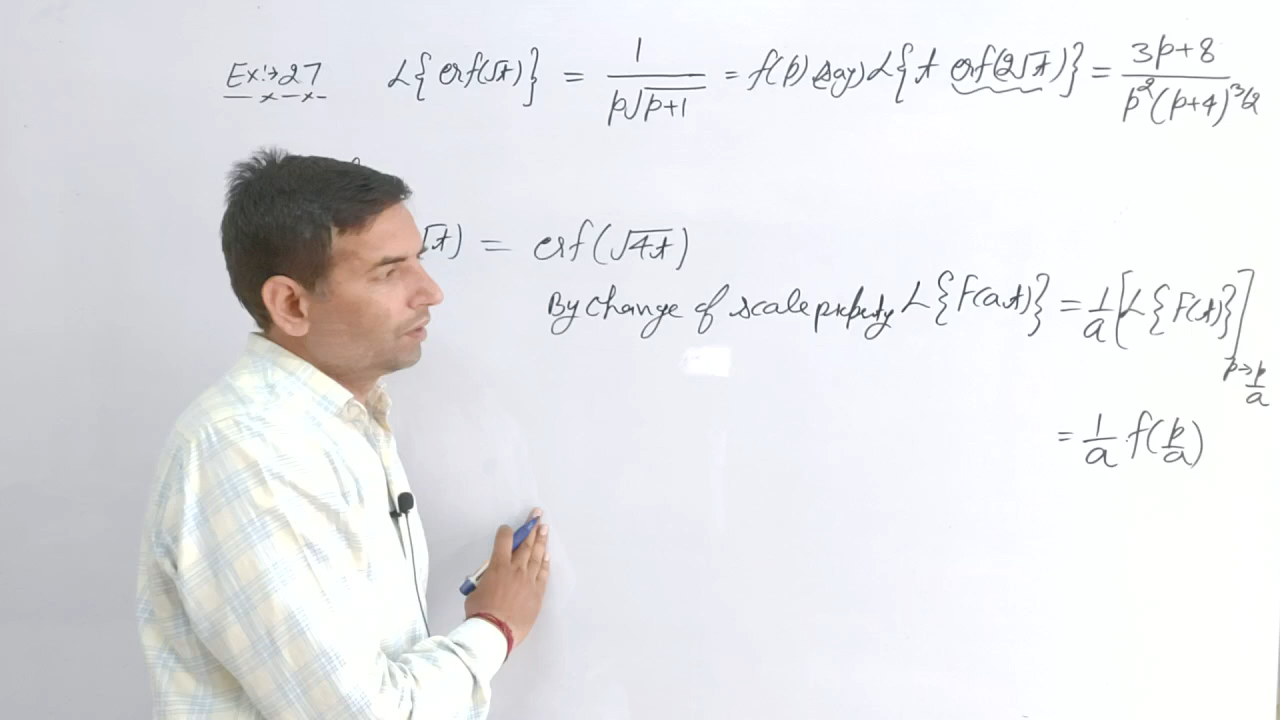 Ex:→27 L{erf(√t)} = 1/(p√(p+1)) = f(p) (say) L{t erf(2√t)} = (3p+8)/(p²(p+4)^3/2)
√t) = erf(√4t)
By change of scale property L{F(at)} = 1/a [L{F(t)}] p→p/a
= 1/a f(p/a)